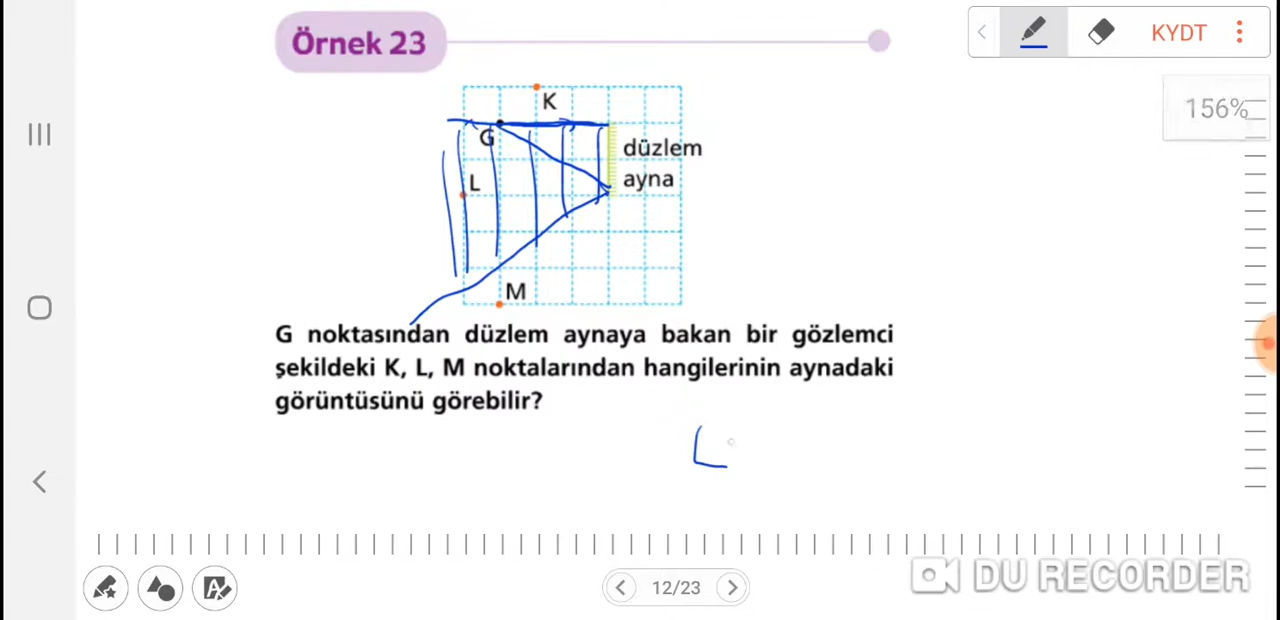 Örnek 23
KYDT
156%
K
G
düzlem
L
ayna
M
G noktasından düzlem aynaya bakan bir gözlemci
şekildeki K, L, M noktalarından hangilerinin aynadaki
görüntüsünü görebilir?
L
12/23
DU RECORDER